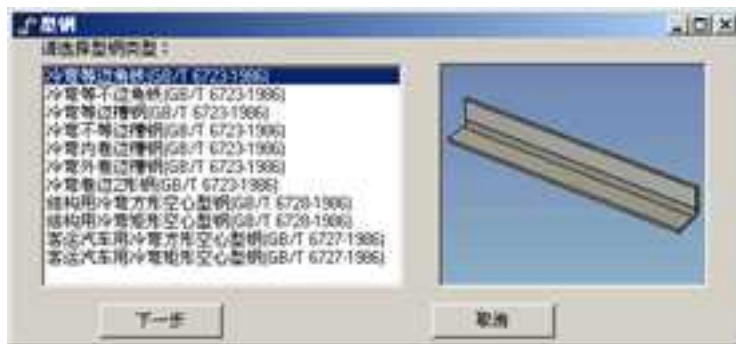 型钢
请选择型钢类型：
冷弯等边角铁(GB/T 6723-1986)
冷弯等不边角铁(GB/T 6723-1986)
冷弯等边槽钢(GB/T 6723-1986)
冷弯不等边槽钢(GB/T 6723-1986)
冷弯内卷边槽钢(GB/T 6723-1986)
冷弯外卷边槽钢(GB/T 6723-1986)
冷弯卷边Z形钢(GB/T 6723-1986)
结构用冷弯方形空心型钢(GB/T 6728-1986)
结构用冷弯矩形空心型钢(GB/T 6728-1986)
客运汽车用冷弯方形空心型钢(GB/T 6727-1986)
客运汽车用冷弯矩形空心型钢(GB/T 6727-1986)
下一步
取消